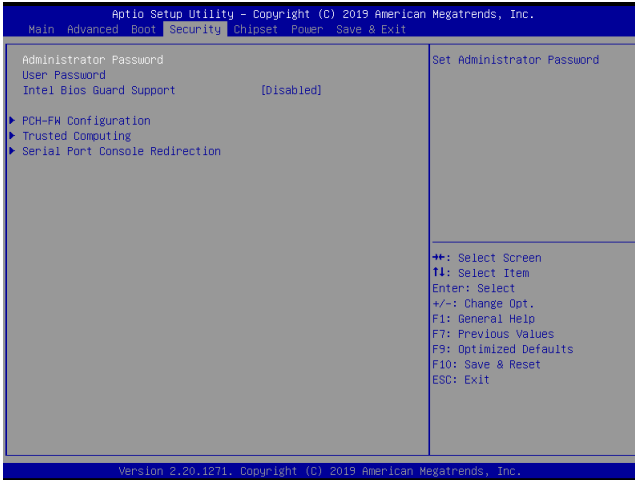 Aptio Setup Utility – Copyright (C) 2019 American Megatrends, Inc.
Main Advanced Boot Security Chipset Power Save & Exit
Administrator Password
User Password
Intel Bios Guard Support [Disabled]
▶ PCH-FW Configuration
▶ Trusted Computing
▶ Serial Port Console Redirection
Set Administrator Password
→←: Select Screen
↑↓: Select Item
Enter: Select
+/-: Change Opt.
F1: General Help
F7: Previous Values
F9: Optimized Defaults
F10: Save & Reset
ESC: Exit
Version 2.20.1271. Copyright (C) 2019 American Megatrends, Inc.